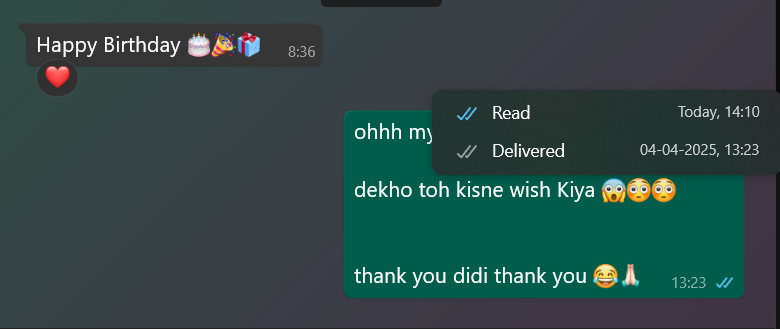 Happy Birthday 🎂🎉🎁
8:36
❤️
Read Today, 14:10
Delivered 04-04-2025, 13:23
ohhh my
dekho toh kisne wish Kiya 😱😳😳
thank you didi thank you 😂🙏🏻
13:23